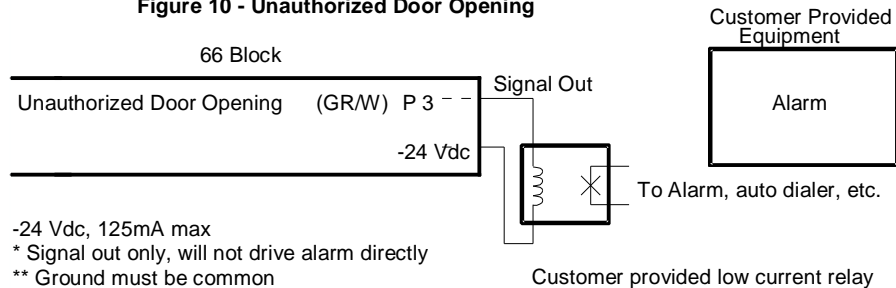 Figure 10 - Unauthorized Door Opening
Customer Provided
Equipment
66 Block
Signal Out
Unauthorized Door Opening (GR/W) P 3
Alarm
-24 Vdc
To Alarm, auto dialer, etc.
-24 Vdc, 125mA max
* Signal out only, will not drive alarm directly
** Ground must be common
Customer provided low current relay